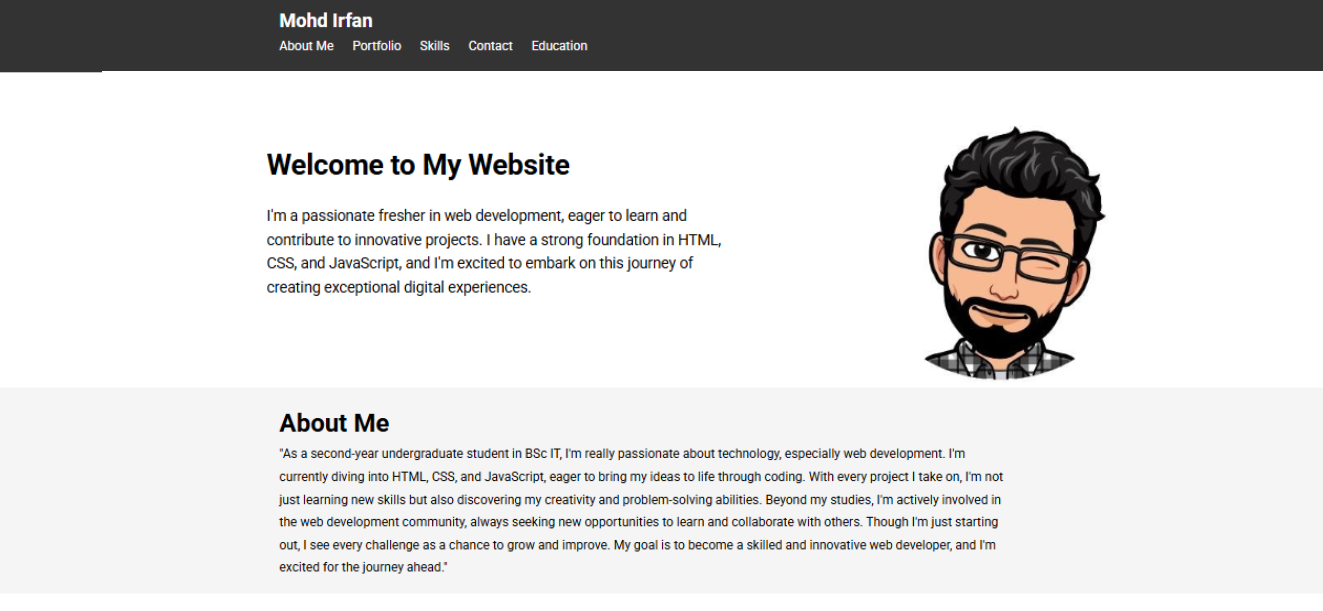 Mohd Irfan
About Me Portfolio Skills Contact Education
Welcome to My Website
I'm a passionate fresher in web development, eager to learn and
contribute to innovative projects. I have a strong foundation in HTML,
CSS, and JavaScript, and I'm excited to embark on this journey of
creating exceptional digital experiences.
About Me
"As a second-year undergraduate student in BSc IT, I'm really passionate about technology, especially web development. I'm
currently diving into HTML, CSS, and JavaScript, eager to bring my ideas to life through coding. With every project I take on, I'm not
just learning new skills but also discovering my creativity and problem-solving abilities. Beyond my studies, I'm actively involved in
the web development community, always seeking new opportunities to learn and collaborate with others. Though I'm just starting
out, I see every challenge as a chance to grow and improve. My goal is to become a skilled and innovative web developer, and I'm
excited for the journey ahead."